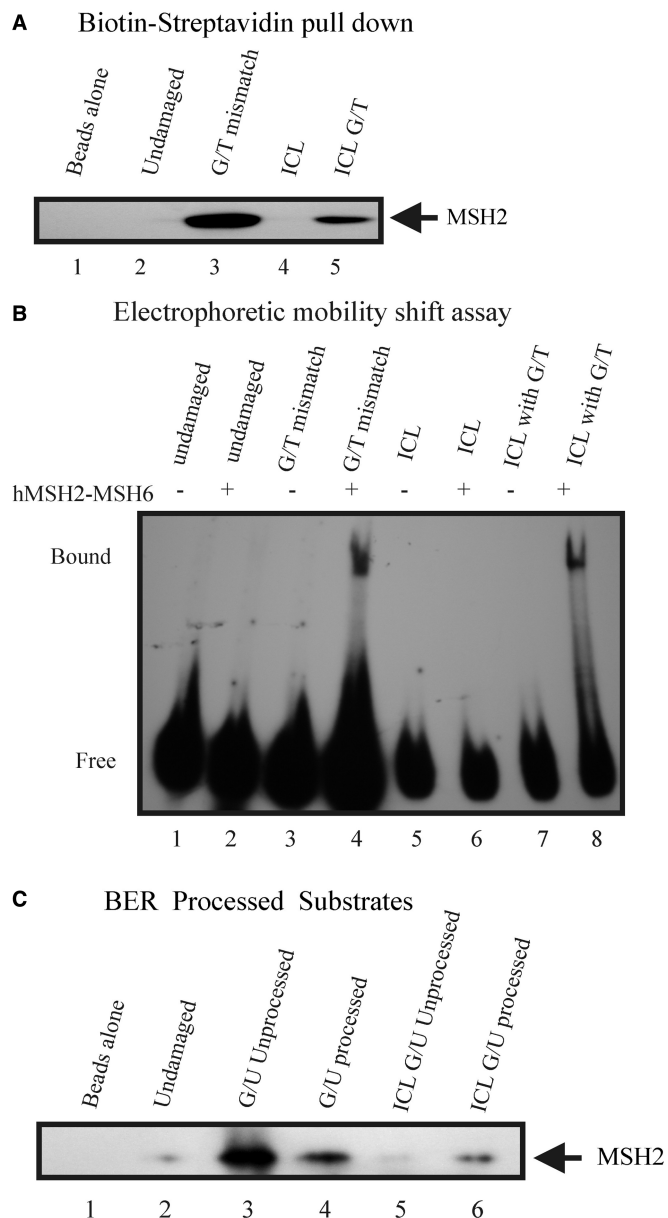 A Biotin-Streptavidin pull down
Beads alone
Undamaged
G/T mismatch
ICL
ICL G/T
MSH2
1 2 3 4 5
B Electrophoretic mobility shift assay
undamaged
undamaged
G/T mismatch
G/T mismatch
ICL
ICL
ICL with G/T
ICL with G/T
hMSH2-MSH6 - + - + - + - +
Bound
Free
1 2 3 4 5 6 7 8
C BER Processed Substrates
Beads alone
Undamaged
G/U Unprocessed
G/U processed
ICL G/U Unprocessed
ICL G/U processed
MSH2
1 2 3 4 5 6